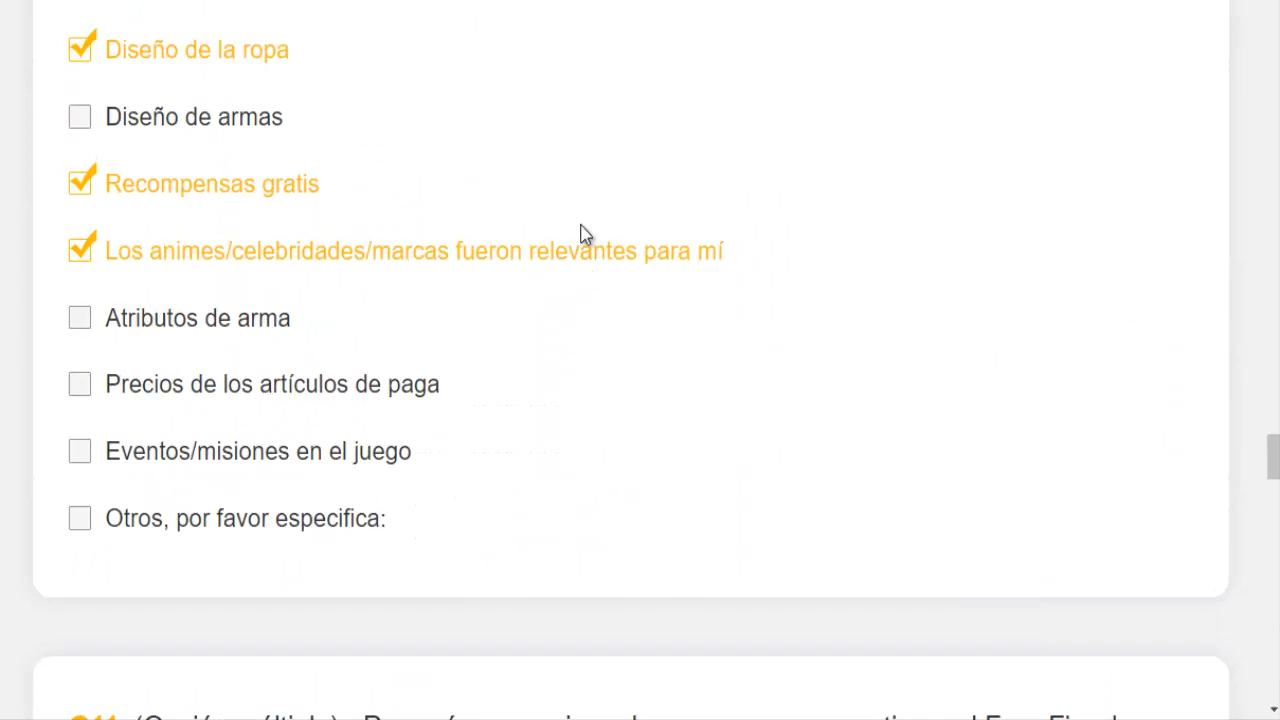 Diseño de la ropa
Diseño de armas
Recompensas gratis
Los animes/celebridades/marcas fueron relevantes para mí
Atributos de arma
Precios de los artículos de paga
Eventos/misiones en el juego
Otros, por favor especifica: